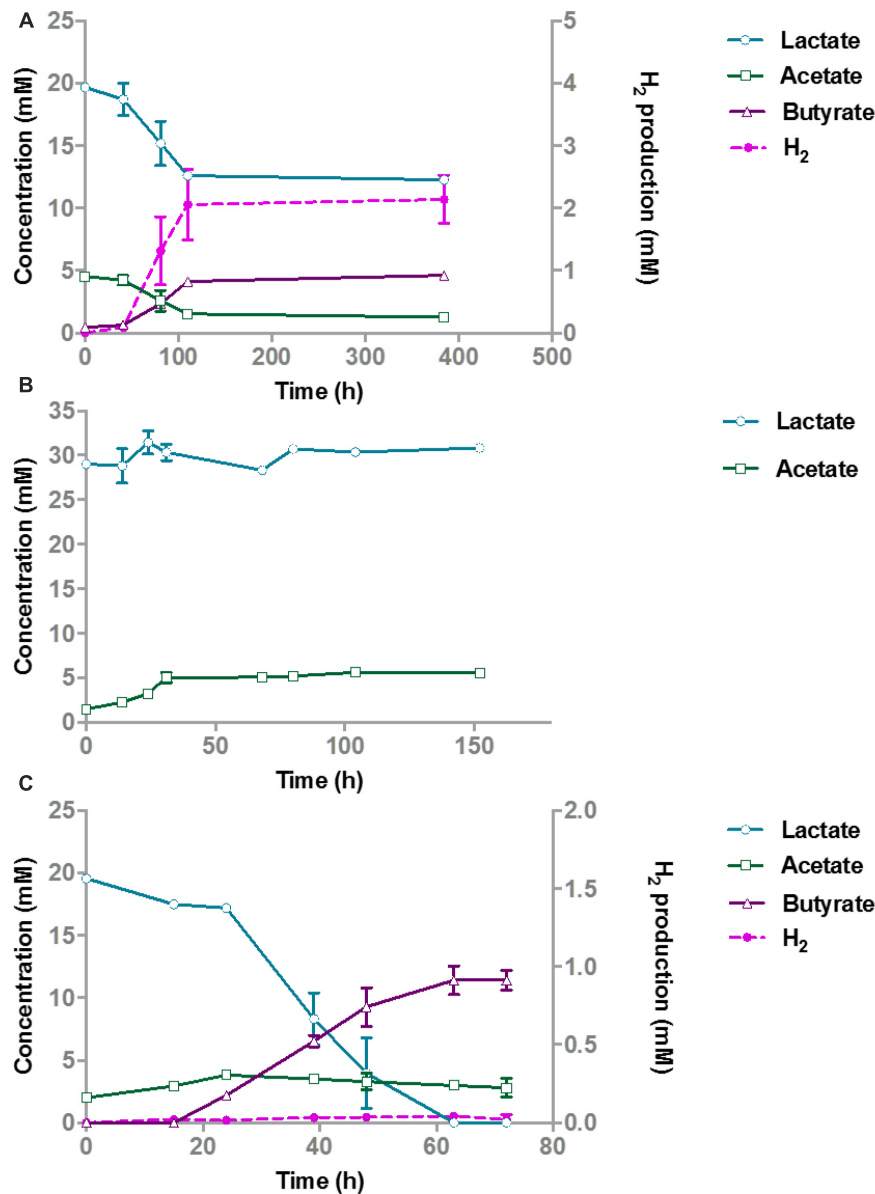 A
Concentration (mM)
25
20
15
10
5
0
5
4
3
2
1
0
H2 production (mM)
0 100 200 300 400 500
Time (h)
Lactate
Acetate
Butyrate
H2
B
Concentration (mM)
35
30
25
20
15
10
5
0
0 50 100 150
Time (h)
Lactate
Acetate
C
Concentration (mM)
25
20
15
10
5
0
2.0
1.5
1.0
0.5
0.0
H2 production (mM)
0 20 40 60 80
Time (h)
Lactate
Acetate
Butyrate
H2